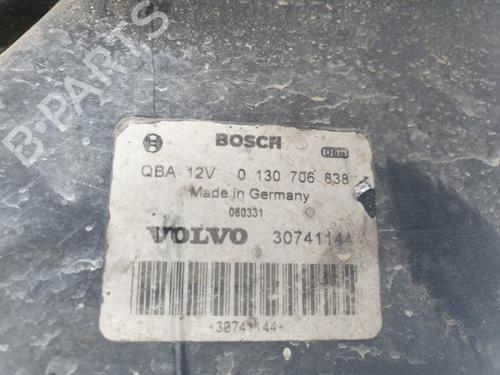 B-PARTS
BOSCH
QBA 12V 0 130 706 838
Made in Germany
060331
VOLVO 30741144
*30741144*